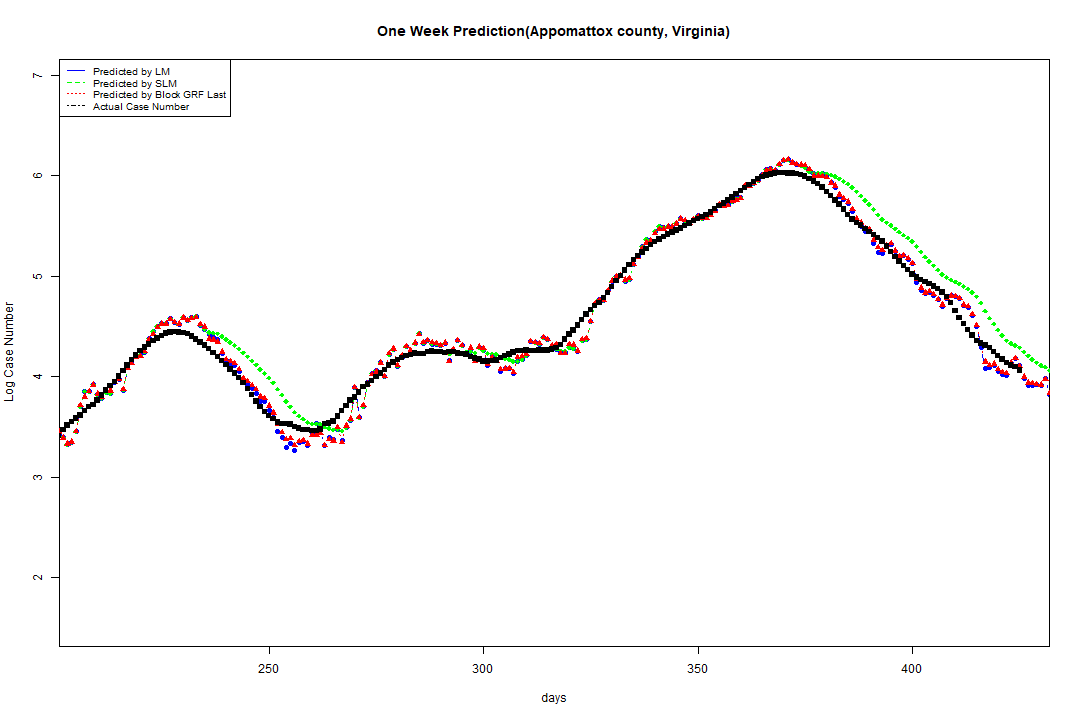 One Week Prediction(Appomattox county, Virginia)
Predicted by LM
Predicted by SLM
Predicted by Block GRF Last
Actual Case Number
7
6
5
4
3
2
Log Case Number
250 300 350 400
days